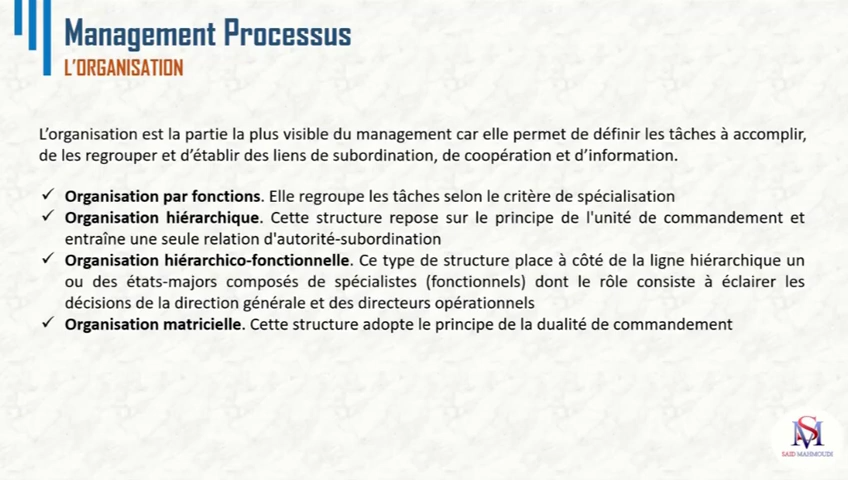 Management Processus
L'ORGANISATION
L'organisation est la partie la plus visible du management car elle permet de définir les tâches à accomplir,
de les regrouper et d'établir des liens de subordination, de coopération et d'information.
✓ Organisation par fonctions. Elle regroupe les tâches selon le critère de spécialisation
✓ Organisation hiérarchique. Cette structure repose sur le principe de l'unité de commandement et
entraîne une seule relation d'autorité-subordination
✓ Organisation hiérarchico-fonctionnelle. Ce type de structure place à côté de la ligne hiérarchique un
ou des états-majors composés de spécialistes (fonctionnels) dont le rôle consiste à éclairer les
décisions de la direction générale et des directeurs opérationnels
✓ Organisation matricielle. Cette structure adopte le principe de la dualité de commandement
SM
SAID MAHMOUDI